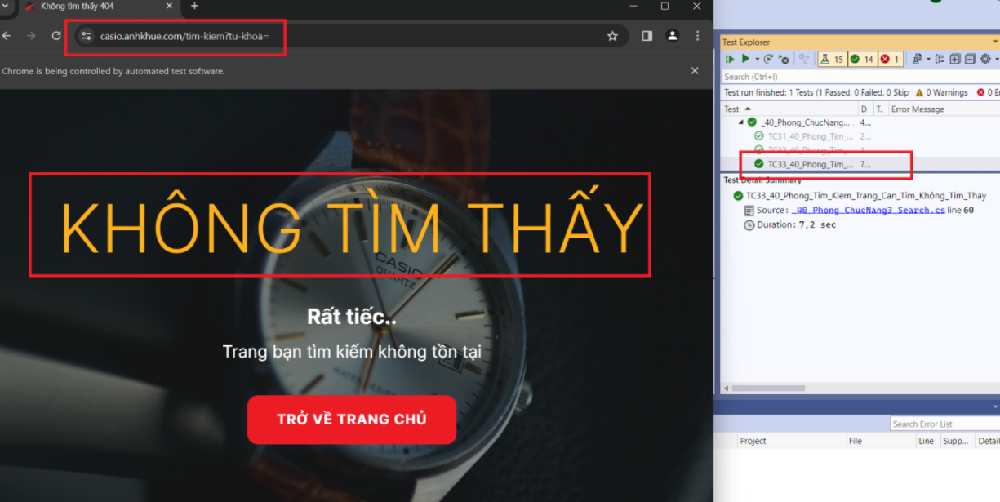 Không tìm thấy 404
casio.anhkhue.com/tim-kiem?tu-khoa=
Chrome is being controlled by automated test software.
KHÔNG TÌM THẤY
CASIO
QUARTZ
Rất tiếc..
Trang bạn tìm kiếm không tồn tại
TRỞ VỀ TRANG CHỦ
Test Explorer
15 14 1
Search (Ctrl+I)
Test run finished: 1 Tests (1 Passed, 0 Failed, 0 Skip 0 Warnings 0 Er
Test D T. Error Message
_40_Phong_ChucNang... 4...
TC31_40_Phong_Tim_... 2...
TC32_40_Phong_Tim_... 1...
TC33_40_Phong_Tim_... 7...
Test Detail Summary
TC33_40_Phong_Tim_Kiem_Trang_Can_Tim_Không_Tim_Thay
Source: _40_Phong_ChucNang3_Search.cs line 60
Duration: 7,2 sec
Search Error List
Project File Line Supp... Detail